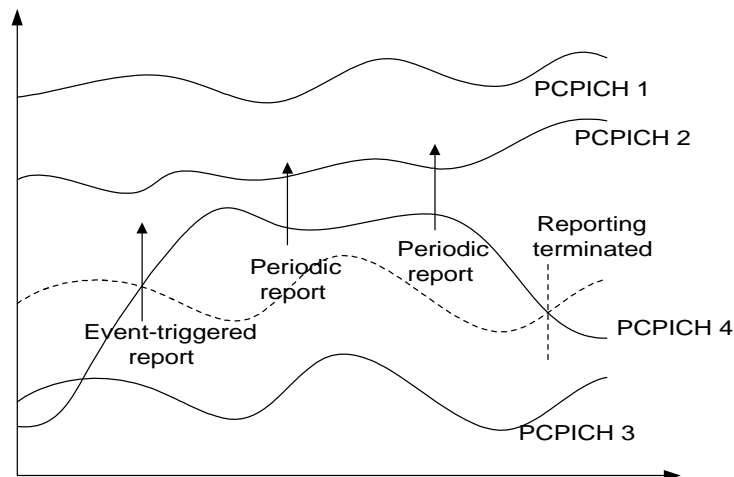 PCPICH 1
PCPICH 2
Reporting
terminated
Periodic
report
Periodic
report
Event-triggered
report
PCPICH 4
PCPICH 3